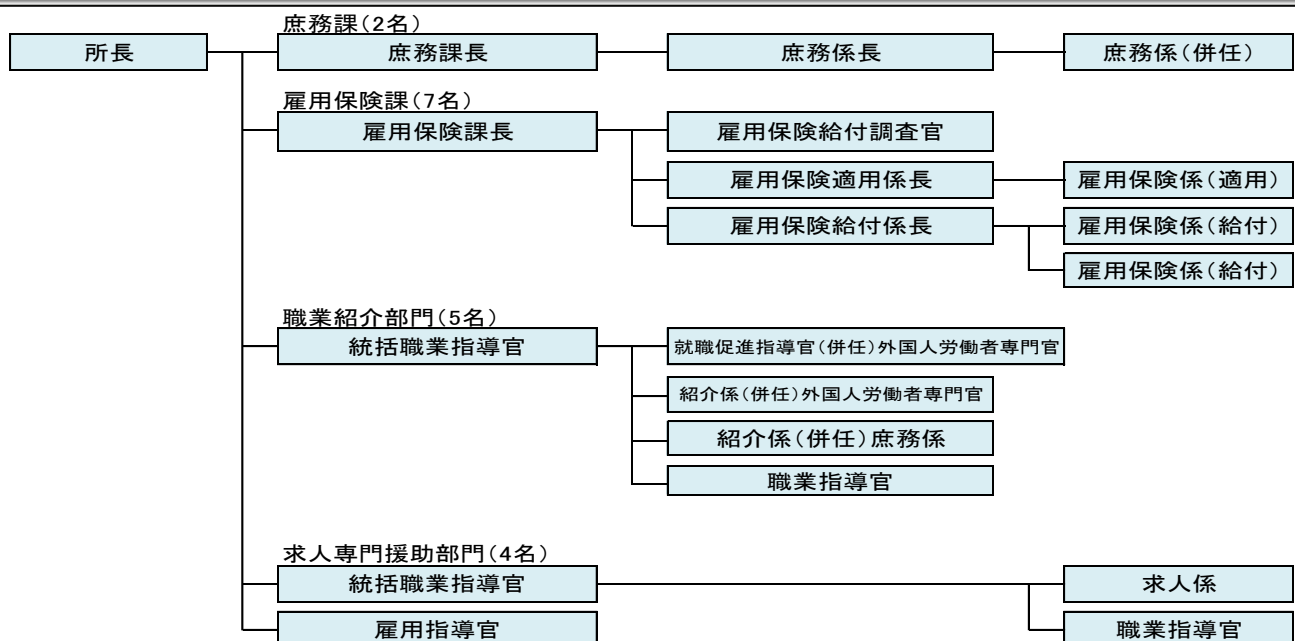 庶務課(2名)
所長
庶務課長
庶務係長
庶務係(併任)
雇用保険課(7名)
雇用保険課長
雇用保険給付調査官
雇用保険適用係長
雇用保険係(適用)
雇用保険給付係長
雇用保険係(給付)
雇用保険係(給付)
職業紹介部門(5名)
統括職業指導官
就職促進指導官(併任)外国人労働者専門官
紹介係(併任)外国人労働者専門官
紹介係(併任)庶務係
職業指導官
求人専門援助部門(4名)
統括職業指導官
求人係
雇用指導官
職業指導官